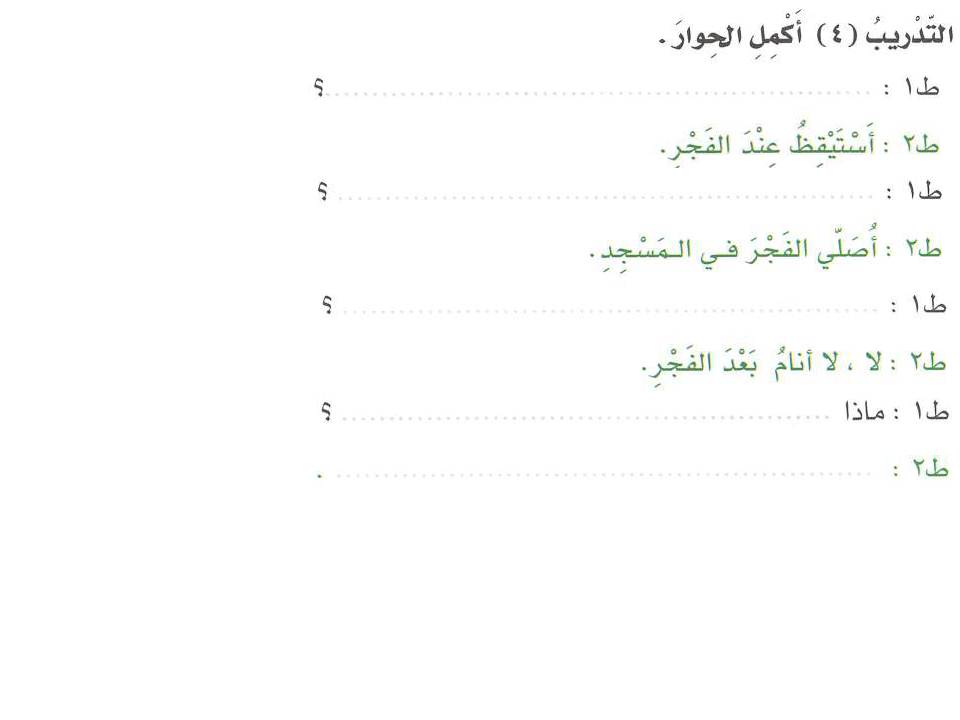 التّدْريبُ (٤) أَكْمِلِ الحِوارَ.
ط١ : ........................................................؟
ط٢ : أَسْتَيْقِظُ عِنْدَ الفَجْرِ.
ط١ : ........................................................ ؟
ط٢ : أُصَلّي الفَجْرَ في المَسْجِدِ.
ط١ : ........................................................ ؟
ط٢ : لا ، لا أنامُ بَعْدَ الفَجْرِ.
ط١ : ماذا .................................................. ؟
ط٢ : ........................................................ .